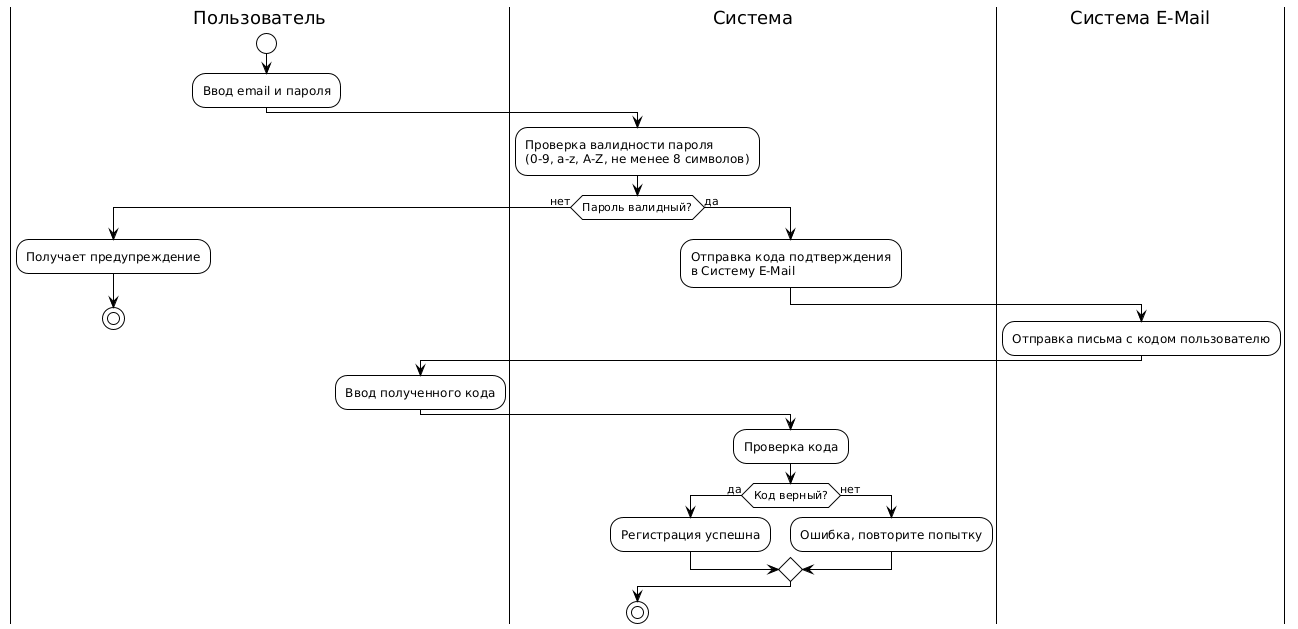 Пользователь
Система
Система E-Mail
Ввод email и пароля
Проверка валидности пароля
(0-9, a-z, A-Z, не менее 8 символов)
нет
Пароль валидный?
да
Получает предупреждение
Отправка кода подтверждения
в Систему E-Mail
Отправка письма с кодом пользователю
Ввод полученного кода
Проверка кода
да
Код верный?
нет
Регистрация успешна
Ошибка, повторите попытку